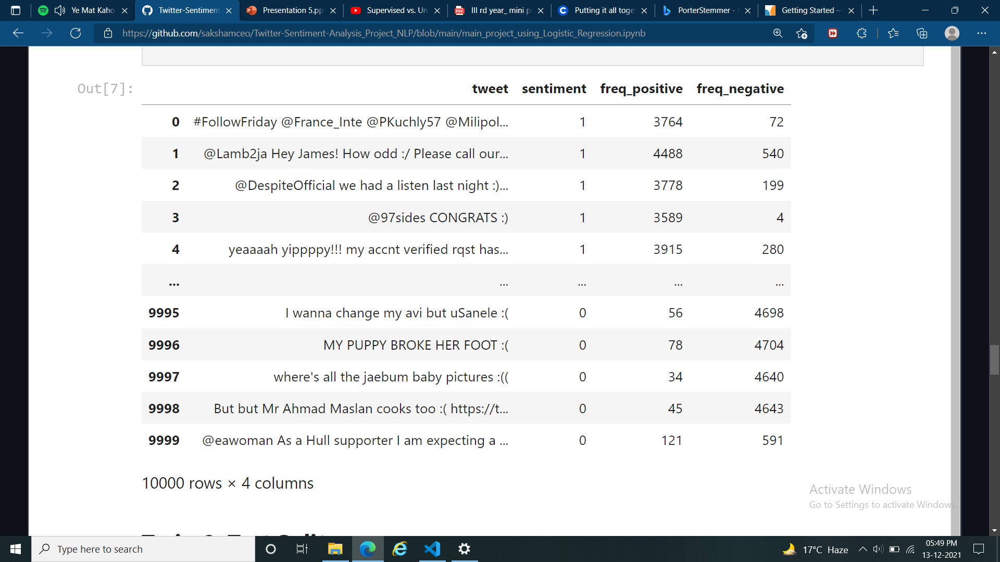 Ye Mat Kaho
Twitter-Sentiment
Presentation 5.pp
Supervised vs. Un
PDF
III rd year_ mini p
C
Putting it all toge
PorterStemmer -
Getting Started —
https://github.com/sakshamceo/Twitter-Sentiment-Analysis_Project_NLP/blob/main/main_project_using_Logistic_Regression.ipynb
Out[7]:
tweet sentiment freq_positive freq_negative
0 #FollowFriday @France_Inte @PKuchly57 @Milipol... 1 3764 72
1 @Lamb2ja Hey James! How odd :/ Please call our... 1 4488 540
2 @DespiteOfficial we had a listen last night :)... 1 3778 199
3 @97sides CONGRATS :) 1 3589 4
4 yeaaaah yippppy!!! my accnt verified rqst has... 1 3915 280
... ... ... ... ...
9995 I wanna change my avi but uSanele :( 0 56 4698
9996 MY PUPPY BROKE HER FOOT :( 0 78 4704
9997 where's all the jaebum baby pictures :(( 0 34 4640
9998 But but Mr Ahmad Maslan cooks too :( https://t... 0 45 4643
9999 @eawoman As a Hull supporter I am expecting a ... 0 121 591
10000 rows × 4 columns
Activate Windows
Go to Settings to activate Windows.
Type here to search
17°C Haze
05:49 PM
13-12-2021